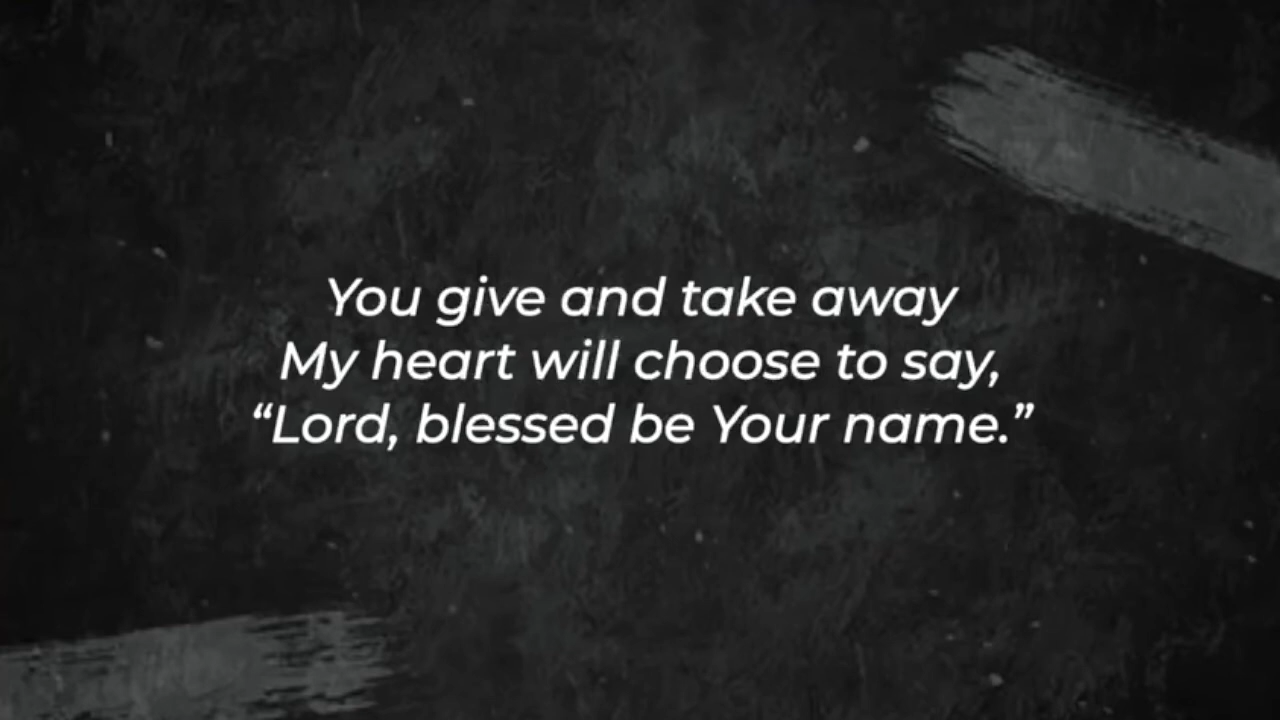 You give and take away
My heart will choose to say,
“Lord, blessed be Your name.”